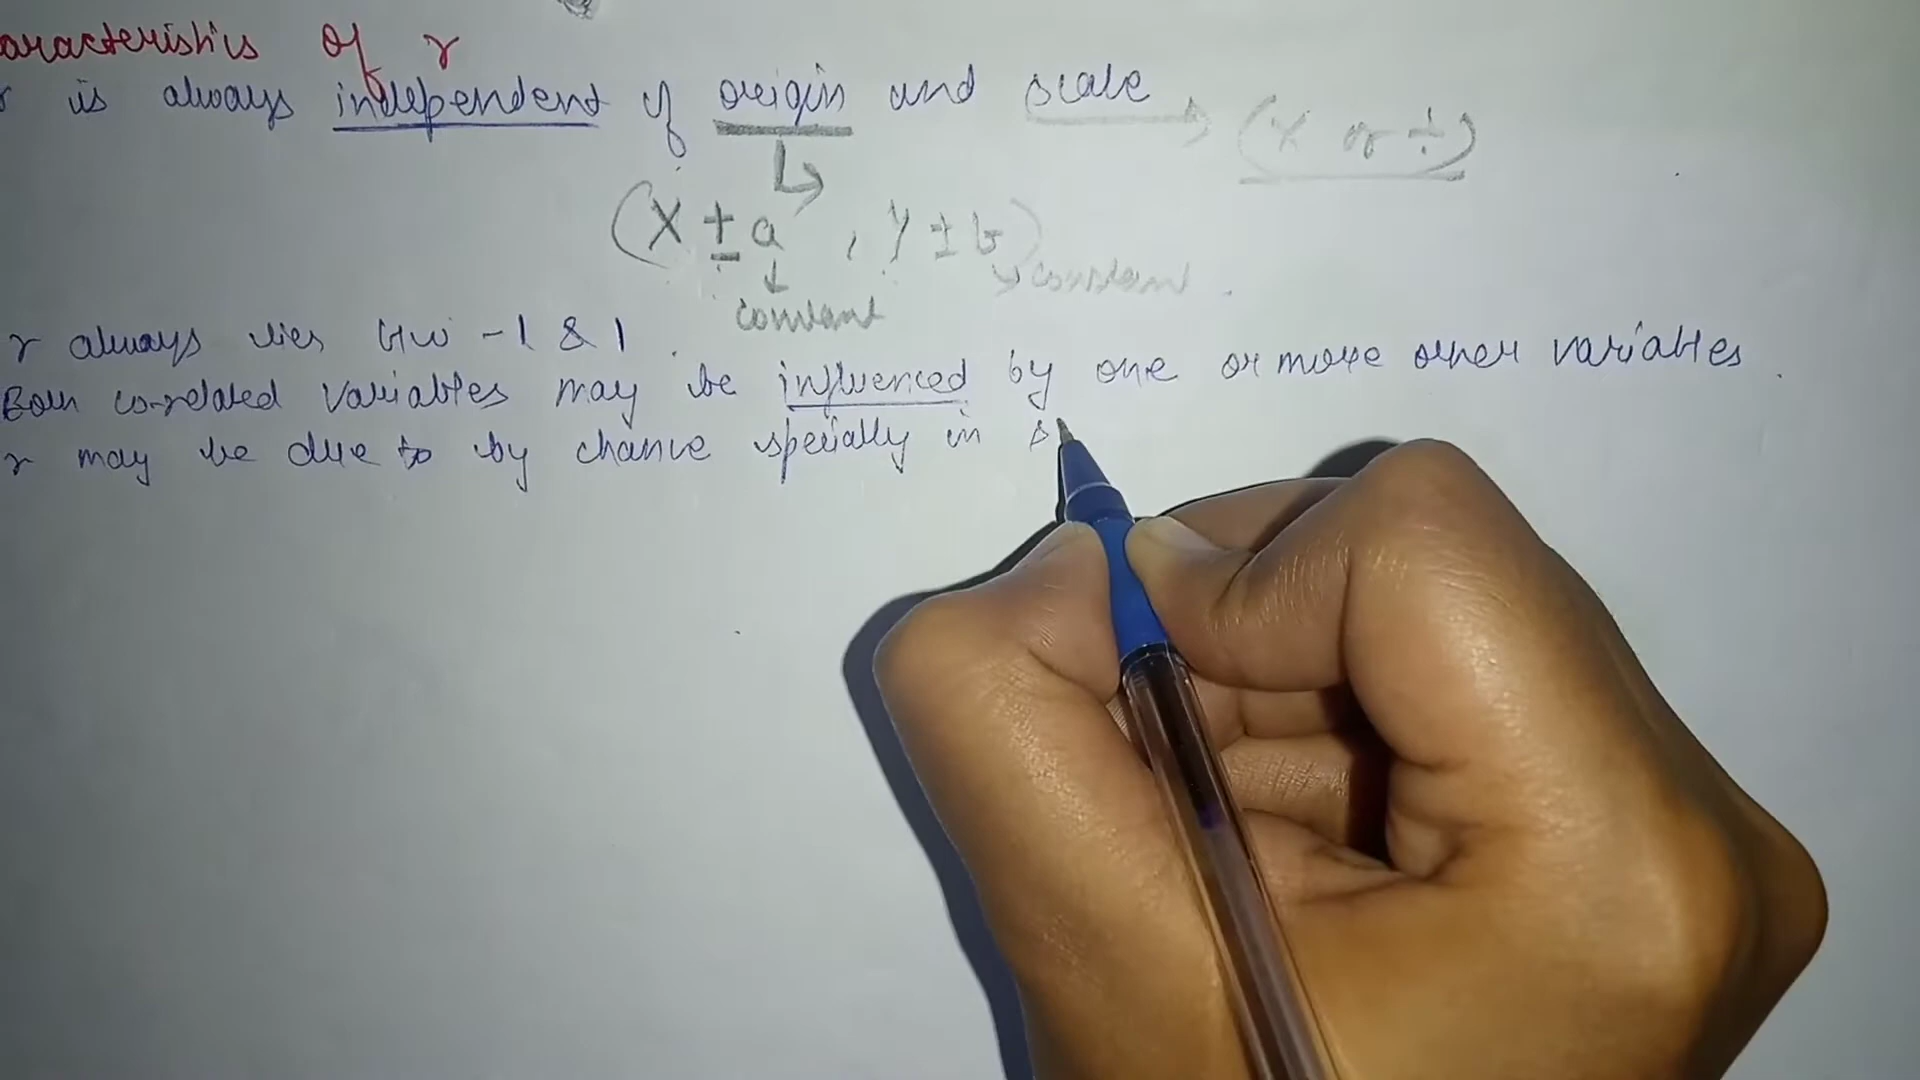 aracteristics of r
r is always independent of origin and scale → (x or ÷)
(X ± a , Y ± b)
constant
constant
r always lies btw -1 & 1.
Both co-related variables may be influenced by one or more other variables.
r may be due to by chance specially in s